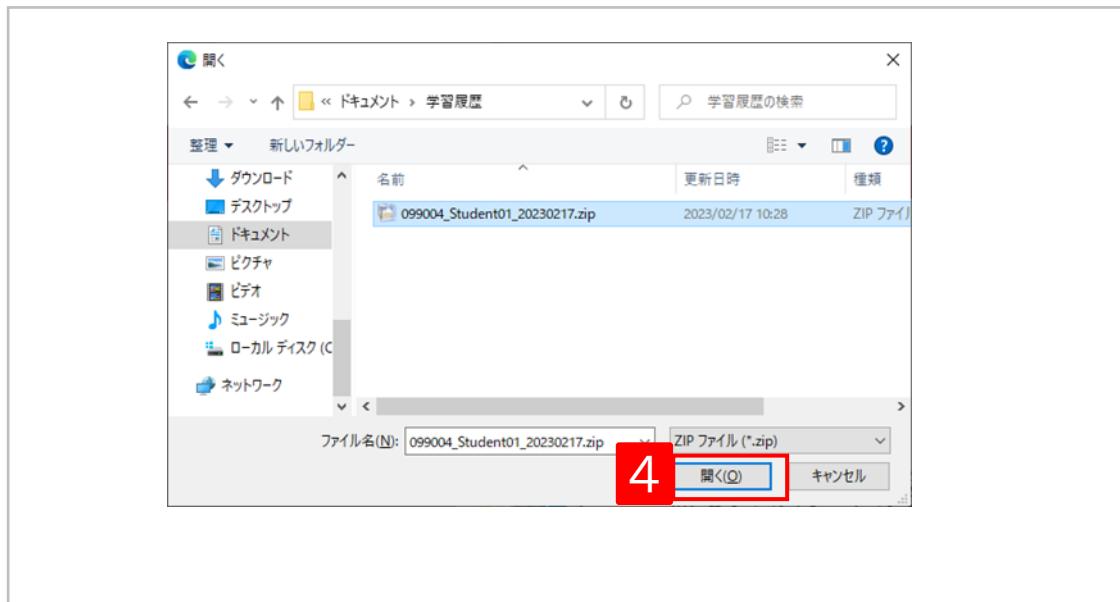 開く
« ドキュメント › 学習履歴
学習履歴の検索
整理
新しいフォルダー
名前
更新日時
種類
ダウンロード
デスクトップ
ドキュメント
ピクチャ
ビデオ
ミュージック
ローカル ディスク (C
ネットワーク
099004_Student01_20230217.zip
2023/02/17 10:28
ZIP ファイル
ファイル名(N):
099004_Student01_20230217.zip
ZIP ファイル (*.zip)
4
開く(O)
キャンセル